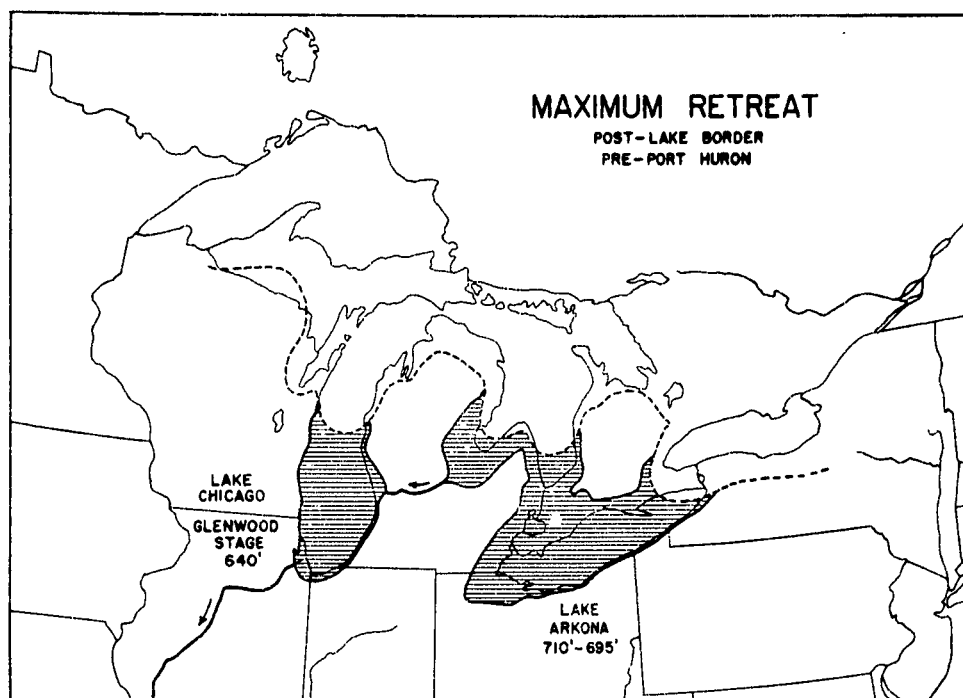 MAXIMUM RETREAT
POST-LAKE BORDER
PRE-PORT HURON
LAKE
CHICAGO
GLENWOOD
STAGE
640'
LAKE
ARKONA
710'-695'